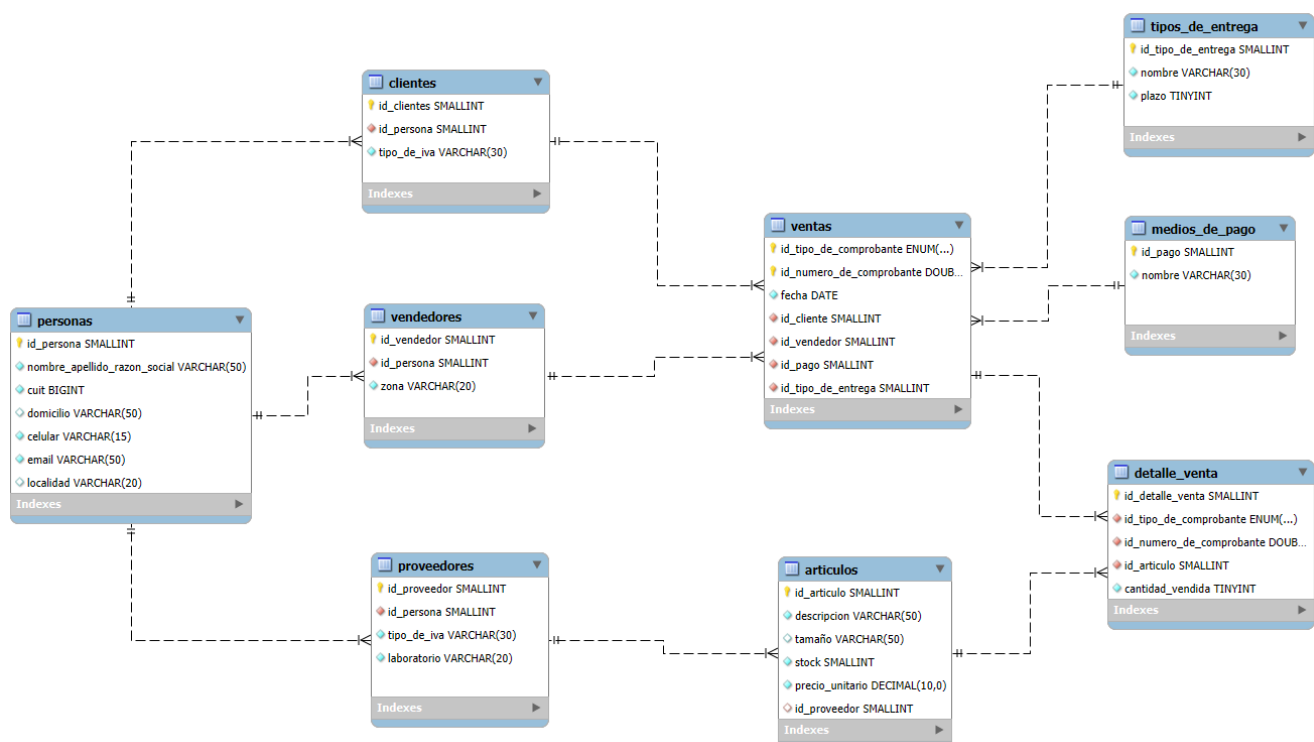 clientes
id_clientes SMALLINT
id_persona SMALLINT
tipo_de_iva VARCHAR(30)
Indexes
personas
id_persona SMALLINT
nombre_apellido_razon_social VARCHAR(50)
cuit BIGINT
domicilio VARCHAR(50)
celular VARCHAR(15)
email VARCHAR(50)
localidad VARCHAR(20)
Indexes
vendedores
id_vendedor SMALLINT
id_persona SMALLINT
zona VARCHAR(20)
Indexes
proveedores
id_proveedor SMALLINT
id_persona SMALLINT
tipo_de_iva VARCHAR(30)
laboratorio VARCHAR(20)
Indexes
ventas
id_tipo_de_comprobante ENUM(...)
id_numero_de_comprobante DOUB...
fecha DATE
id_cliente SMALLINT
id_vendedor SMALLINT
id_pago SMALLINT
id_tipo_de_entrega SMALLINT
Indexes
articulos
id_articulo SMALLINT
descripcion VARCHAR(50)
tamaño VARCHAR(50)
stock SMALLINT
precio_unitario DECIMAL(10,0)
id_proveedor SMALLINT
Indexes
tipos_de_entrega
id_tipo_de_entrega SMALLINT
nombre VARCHAR(30)
plazo TINYINT
Indexes
medios_de_pago
id_pago SMALLINT
nombre VARCHAR(30)
Indexes
detalle_venta
id_detalle_venta SMALLINT
id_tipo_de_comprobante ENUM(...)
id_numero_de_comprobante DOUB...
id_articulo SMALLINT
cantidad_vendida TINYINT
Indexes